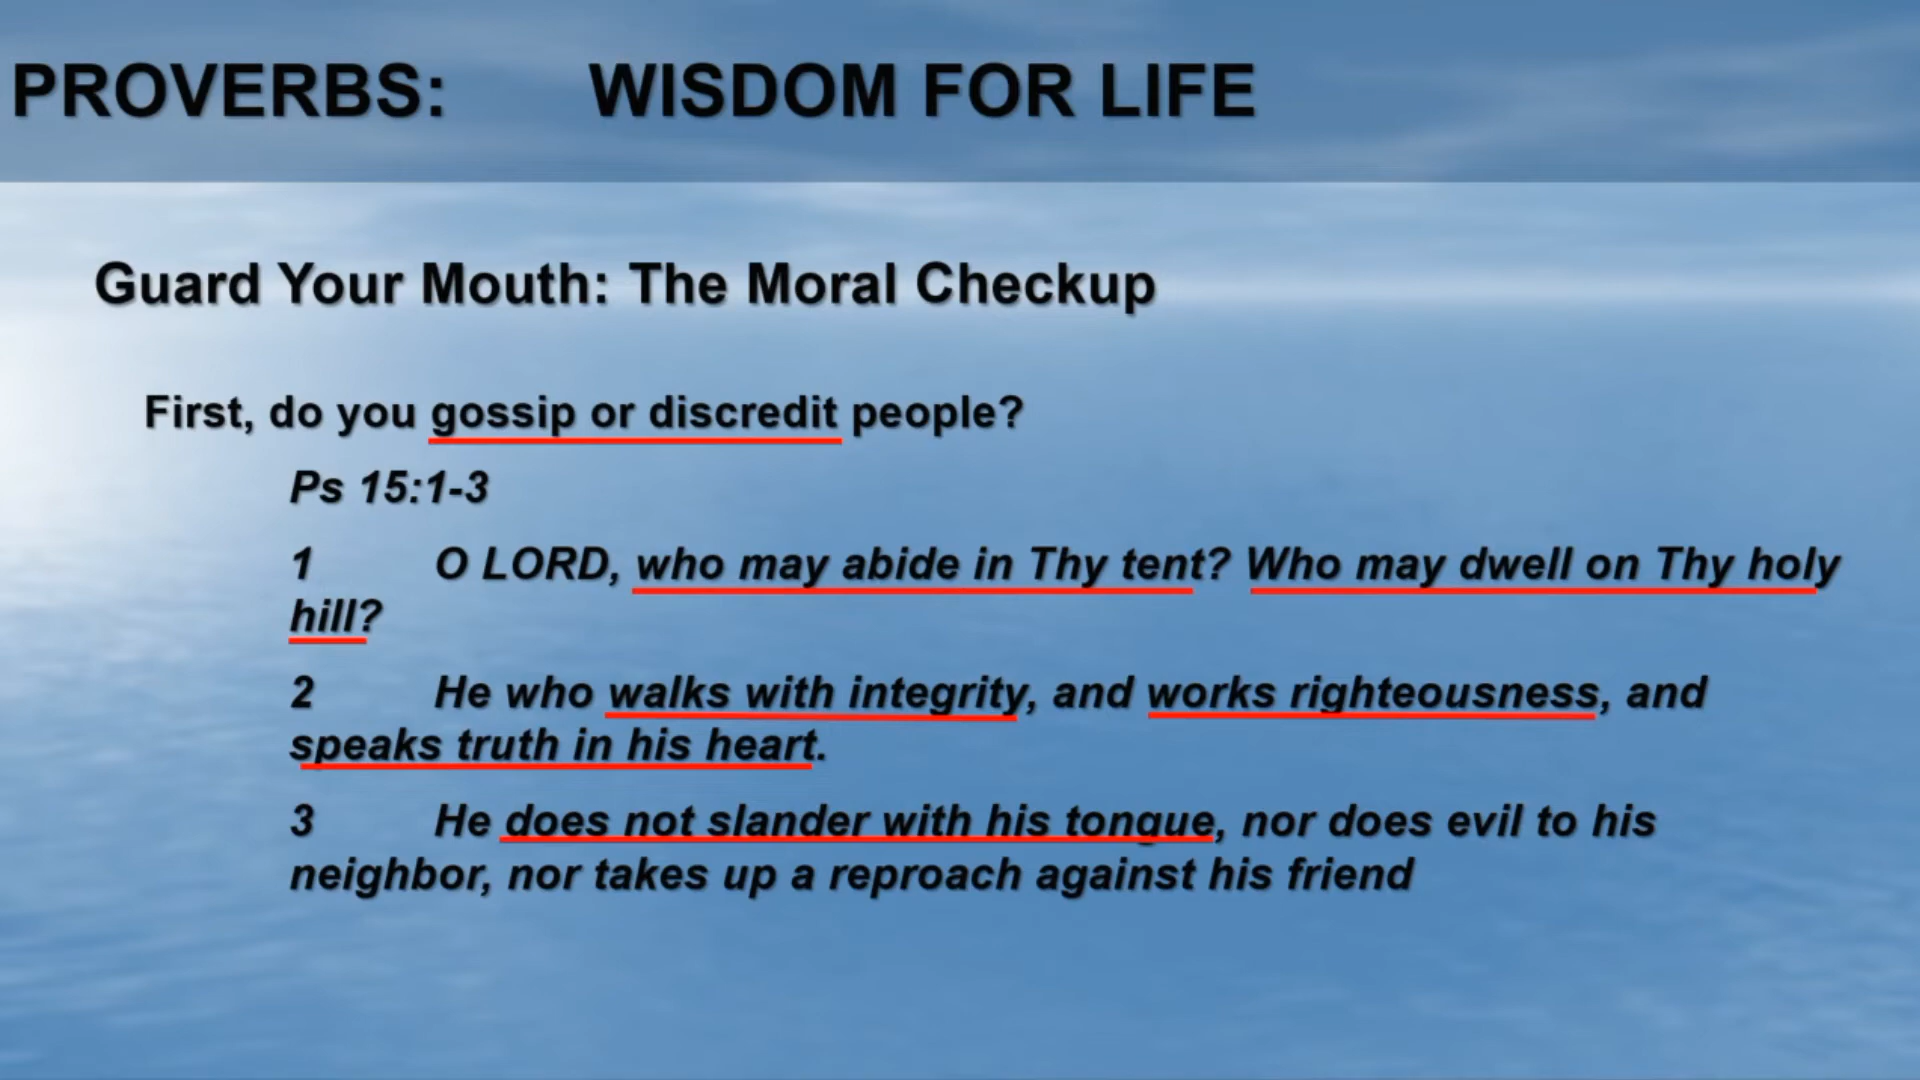 PROVERBS: WISDOM FOR LIFE
Guard Your Mouth: The Moral Checkup
First, do you gossip or discredit people?
Ps 15:1-3
1 O LORD, who may abide in Thy tent? Who may dwell on Thy holy
hill?
2 He who walks with integrity, and works righteousness, and
speaks truth in his heart.
3 He does not slander with his tongue, nor does evil to his
neighbor, nor takes up a reproach against his friend